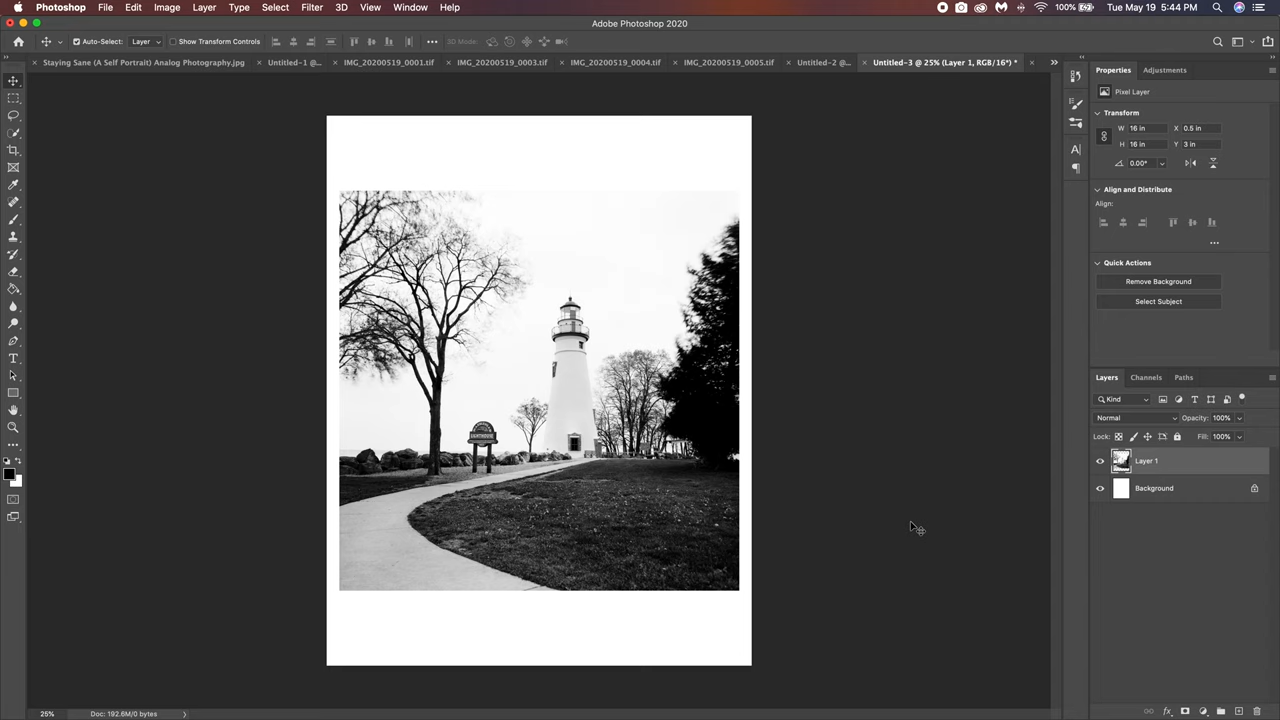 Photoshop File Edit Image Layer Type Select Filter 3D View Window Help 100% Tue May 19 5:44 PM
Adobe Photoshop 2020
Auto-Select: Layer Show Transform Controls 3D Mode:
Staying Sane (A Self Portrait) Analog Photography.jpg Untitled-1 @... IMG_20200519_0001.tif IMG_20200519_0003.tif IMG_20200519_0004.tif IMG_20200519_0005.tif Untitled-2 @... Untitled-3 @ 25% (Layer 1, RGB/16*) *
Properties Adjustments
Pixel Layer
Transform
W 16 in X 0.5 in
H 16 in Y 3 in
0.00°
Align and Distribute
Align:
Quick Actions
Remove Background
Select Subject
Layers Channels Paths
Kind
Normal Opacity: 100%
Lock: Fill: 100%
Layer 1
Background
LIGHTHOUSE
25% Doc: 192.6M/0 bytes